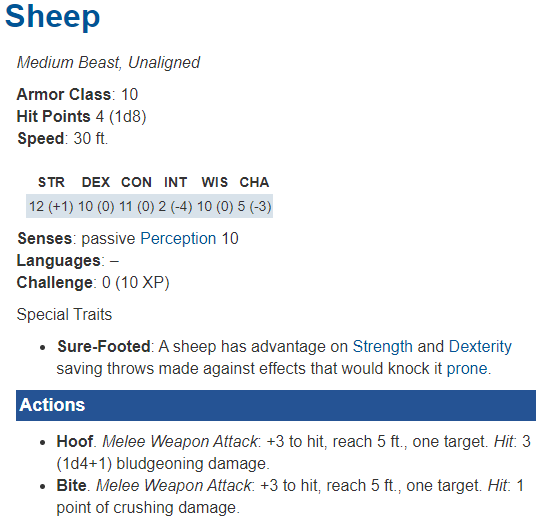 Sheep
Medium Beast, Unaligned
Armor Class: 10
Hit Points 4 (1d8)
Speed: 30 ft.
STR DEX CON INT WIS CHA
12 (+1) 10 (0) 11 (0) 2 (-4) 10 (0) 5 (-3)
Senses: passive Perception 10
Languages: –
Challenge: 0 (10 XP)
Special Traits
• Sure-Footed: A sheep has advantage on Strength and Dexterity
saving throws made against effects that would knock it prone.
Actions
• Hoof. Melee Weapon Attack: +3 to hit, reach 5 ft., one target. Hit: 3
(1d4+1) bludgeoning damage.
• Bite. Melee Weapon Attack: +3 to hit, reach 5 ft., one target. Hit: 1
point of crushing damage.